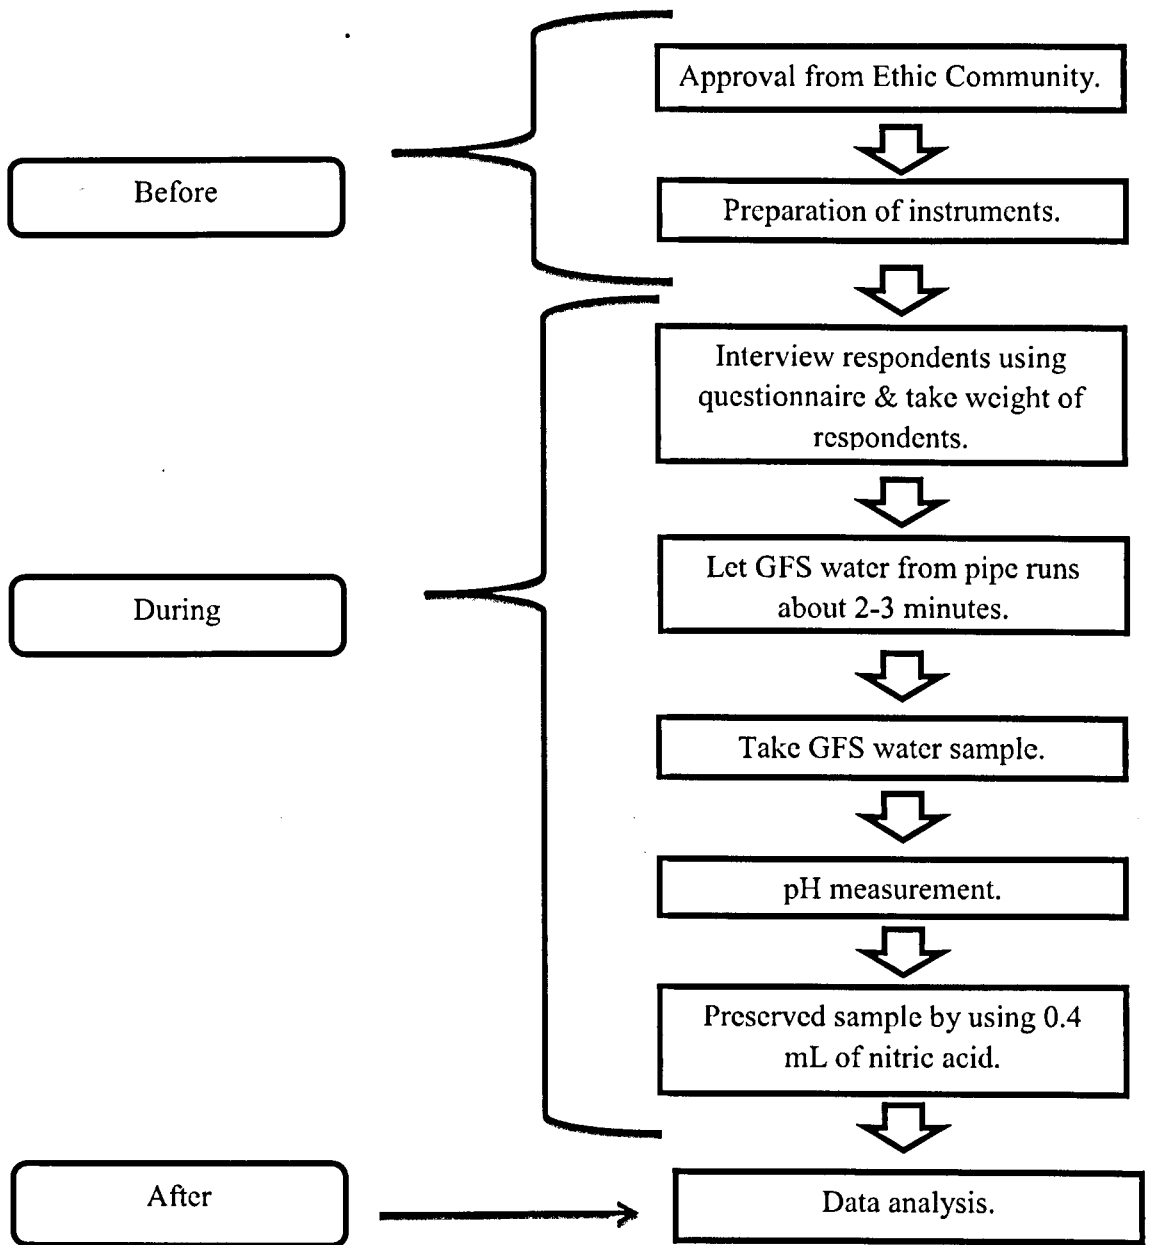 Approval from Ethic Community.
Before
Preparation of instruments.
Interview respondents using
questionnaire & take weight of
respondents.
Let GFS water from pipe runs
about 2-3 minutes.
During
Take GFS water sample.
pH measurement.
Preserved sample by using 0.4
mL of nitric acid.
After
Data analysis.